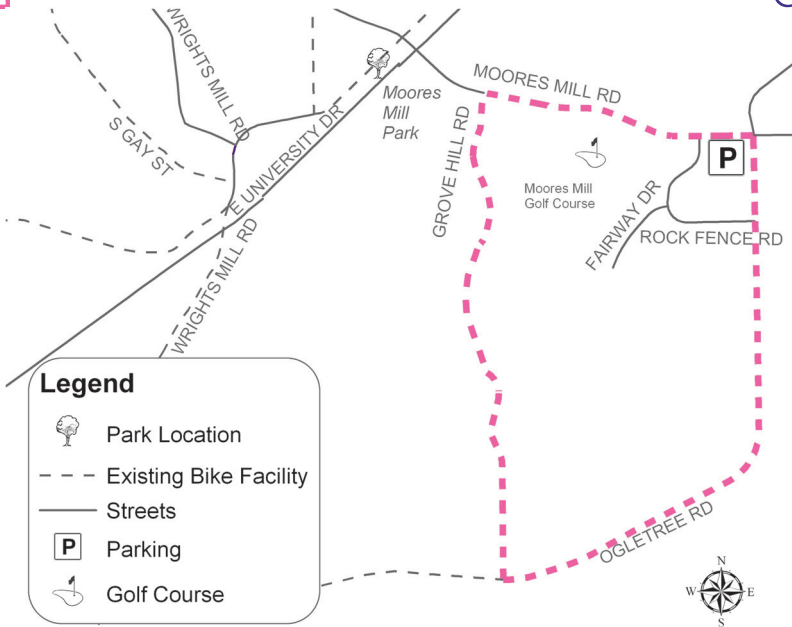 WRIGHTS MILL RD
S GAY ST
E UNIVERSITY DR
WRIGHTS MILL RD
Moores
Mill
Park
MOORES MILL RD
GROVE HILL RD
Moores Mill
Golf Course
P
FAIRWAY DR
ROCK FENCE RD
OGLETREE RD
Legend
Park Location
Existing Bike Facility
Streets
P Parking
Golf Course
N
W E
S